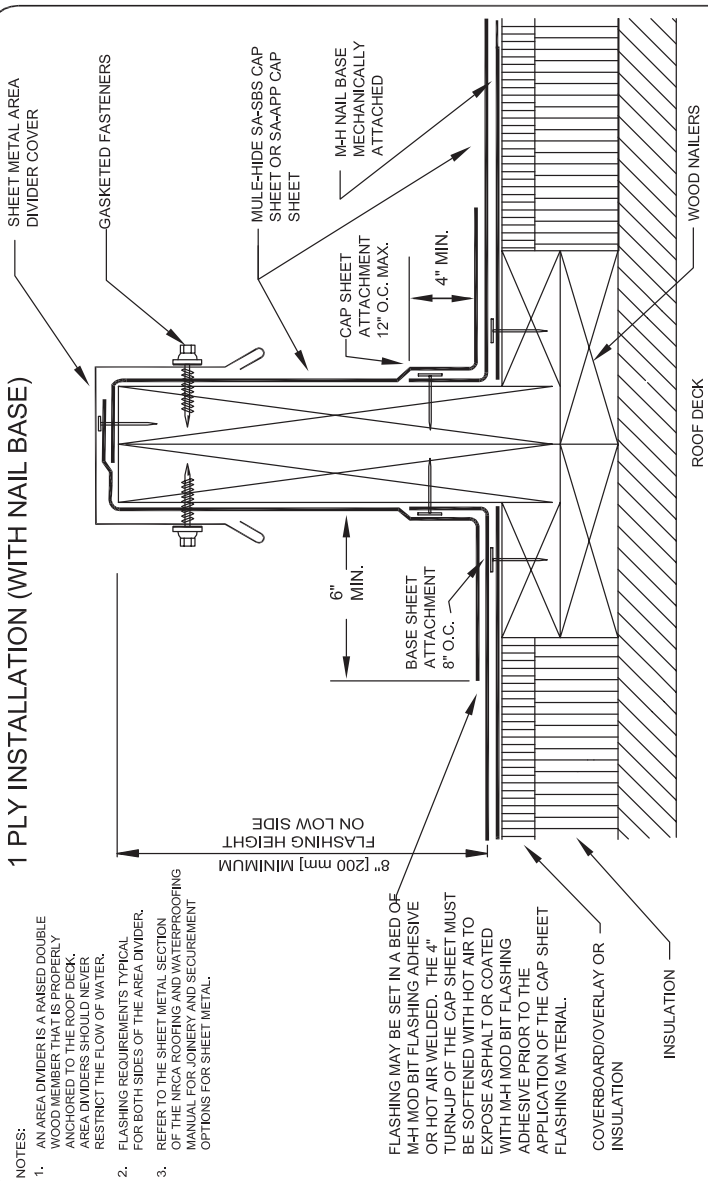 1 PLY INSTALLATION (WITH NAIL BASE)
NOTES:
1. AN AREA DIVIDER IS A RAISED DOUBLE
WOOD MEMBER THAT IS PROPERLY
ANCHORED TO THE ROOF DECK.
AREA DIVIDERS SHOULD NEVER
RESTRICT THE FLOW OF WATER.
2. FLASHING REQUIREMENTS TYPICAL
FOR BOTH SIDES OF THE AREA DIVIDER.
3. REFER TO THE SHEET METAL SECTION
OF THE NRCA ROOFING AND WATERPROOFING
MANUAL FOR JOINERY AND SECUREMENT
OPTIONS FOR SHEET METAL.
SHEET METAL AREA
DIVIDER COVER
GASKETED FASTENERS
MULE-HIDE SA-SBS CAP
SHEET OR SA-APP CAP
SHEET
M-H NAIL BASE
MECHANICALLY
ATTACHED
CAP SHEET
ATTACHMENT
12" O.C. MAX.
4" MIN.
6"
MIN.
BASE SHEET
ATTACHMENT
8" O.C.
8" [200 mm] MINIMUM
FLASHING HEIGHT
ON LOW SIDE
FLASHING MAY BE SET IN A BED OF
M-H MOD BIT FLASHING ADHESIVE
OR HOT AIR WELDED. THE 4"
TURN-UP OF THE CAP SHEET MUST
BE SOFTENED WITH HOT AIR TO
EXPOSE ASPHALT OR COATED
WITH M-H MOD BIT FLASHING
ADHESIVE PRIOR TO THE
APPLICATION OF THE CAP SHEET
FLASHING MATERIAL.
COVERBOARD/OVERLAY OR
INSULATION
INSULATION
WOOD NAILERS
ROOF DECK